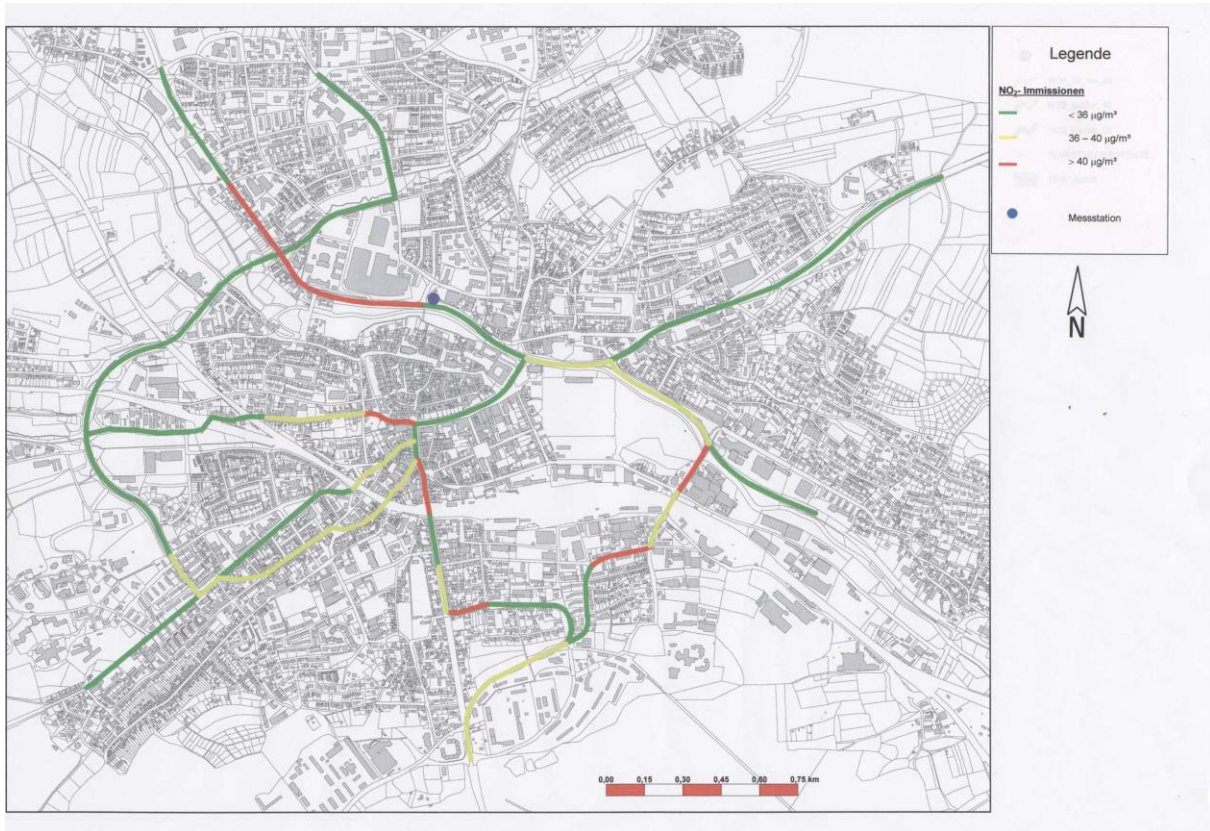 Legende
NO₂- Immissionen
< 36 µg/m³
36 – 40 µg/m³
> 40 µg/m³
Messstation
N
0,00 0,15 0,30 0,45 0,60 0,75 km